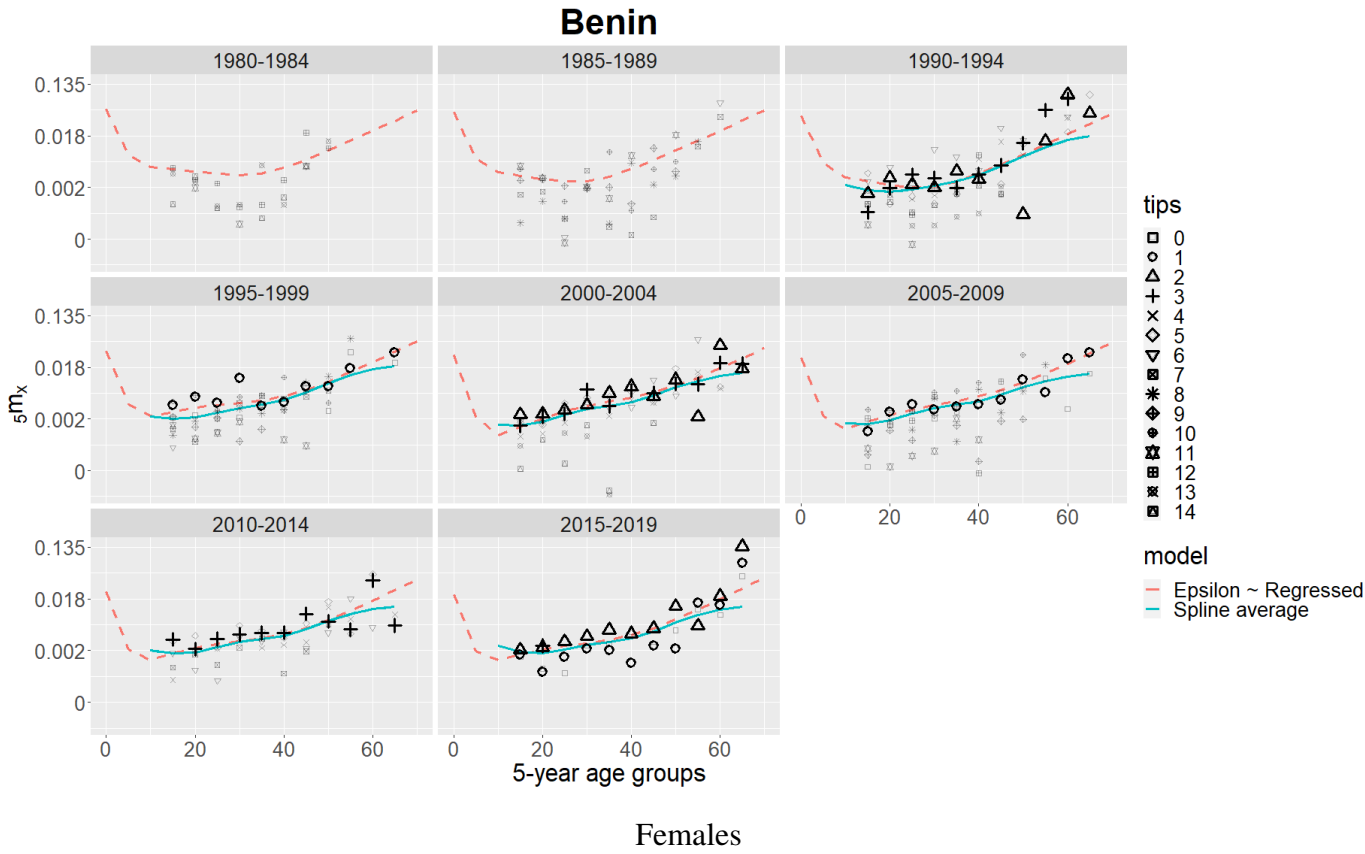 Benin
1980-1984 1985-1989 1990-1994
0.135
0.018
0.002
0
1995-1999 2000-2004 2005-2009
0.135
0.018
0.002
0
0 20 40 60
2010-2014 2015-2019
0.135
0.018
0.002
0
0 20 40 60 0 20 40 60
5-year age groups
5mx
tips
0
1
2
3
4
5
6
7
8
9
10
11
12
13
14
model
Epsilon ~ Regressed
Spline average
Females